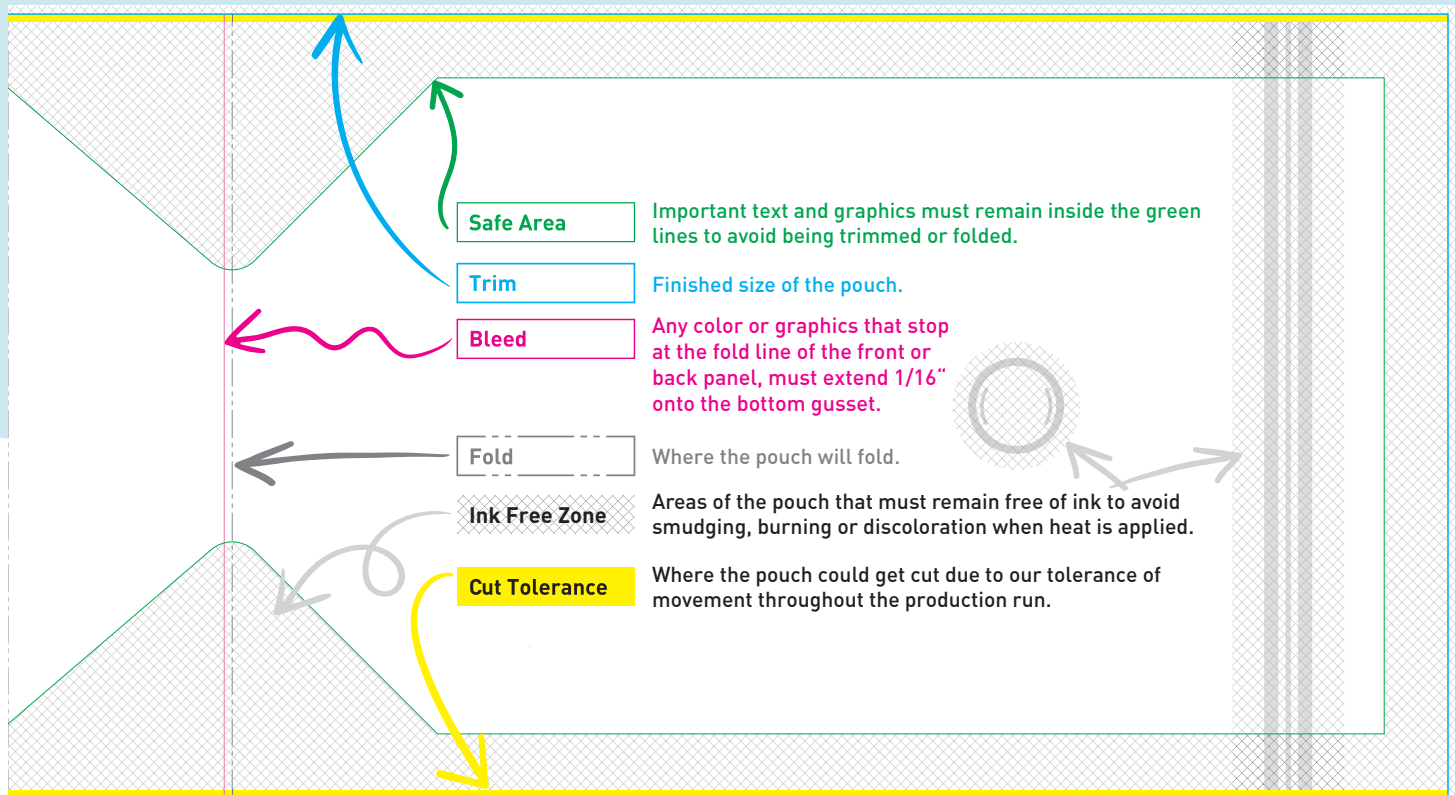 Safe Area
Important text and graphics must remain inside the green
lines to avoid being trimmed or folded.
Trim
Finished size of the pouch.
Bleed
Any color or graphics that stop
at the fold line of the front or
back panel, must extend 1/16“
onto the bottom gusset.
Fold
Where the pouch will fold.
Ink Free Zone
Areas of the pouch that must remain free of ink to avoid
smudging, burning or discoloration when heat is applied.
Cut Tolerance
Where the pouch could get cut due to our tolerance of
movement throughout the production run.